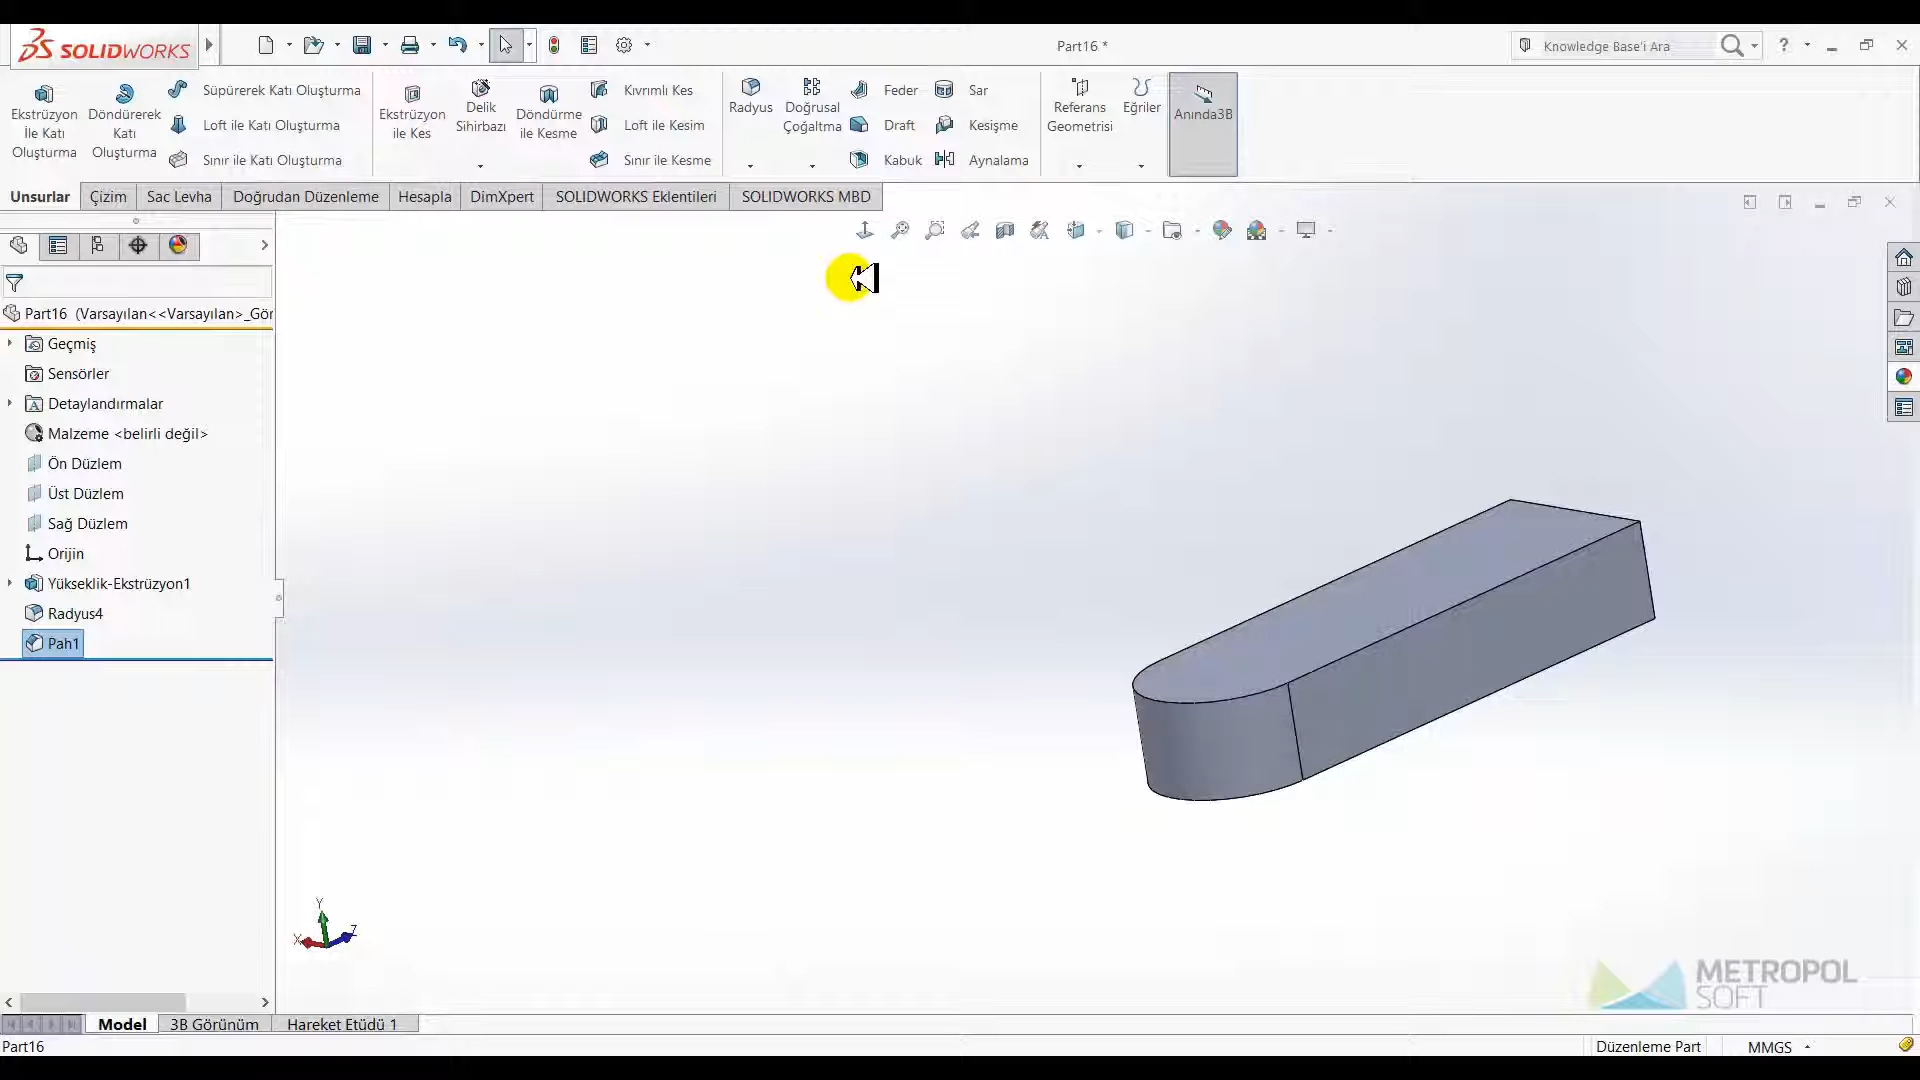 SOLIDWORKS
Part16 *
Knowledge Base'i Ara
?
Ekstrüzyon
İle Katı
Oluşturma
Döndürerek
Katı
Oluşturma
Süpürerek Katı Oluşturma
Loft ile Katı Oluşturma
Sınır ile Katı Oluşturma
Ekstrüzyon
ile Kes
Delik
Sihirbazı
Döndürme
ile Kesme
Kıvrımlı Kes
Loft ile Kesim
Sınır ile Kesme
Radyus
Doğrusal
Çoğaltma
Feder
Draft
Kabuk
Sar
Kesişme
Aynalama
Referans
Geometrisi
Eğriler
Anında3B
Unsurlar
Çizim
Sac Levha
Doğrudan Düzenleme
Hesapla
DimXpert
SOLIDWORKS Eklentileri
SOLIDWORKS MBD
Part16 (Varsayılan<<Varsayılan>_Gör
Geçmiş
Sensörler
Detaylandırmalar
Malzeme <belirli değil>
Ön Düzlem
Üst Düzlem
Sağ Düzlem
Orijin
Yükseklik-Ekstrüzyon1
Radyus4
Pah1
Y
X
Z
METROPOL
SOFT
Model
3B Görünüm
Hareket Etüdü 1
Part16
Düzenleme Part
MMGS